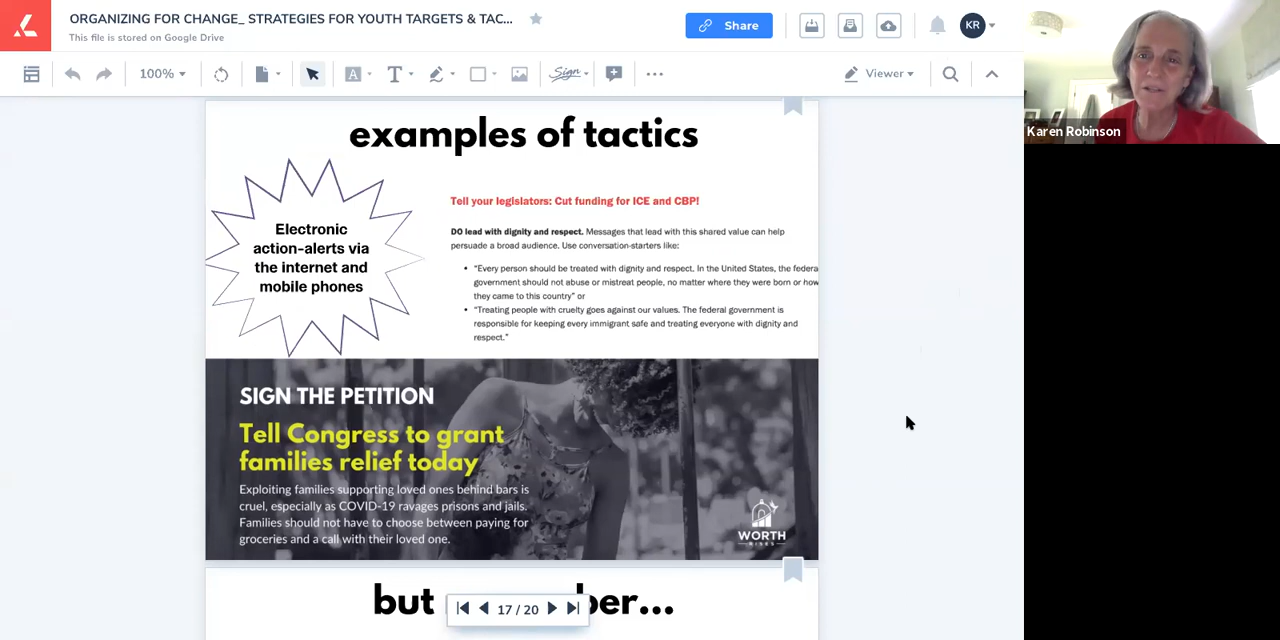 ORGANIZING FOR CHANGE_ STRATEGIES FOR YOUTH TARGETS & TAC...
This file is stored on Google Drive
Share
KR
100%
A
T
Sign
Viewer
Karen Robinson
examples of tactics
Electronic
action-alerts via
the internet and
mobile phones
Tell your legislators: Cut funding for ICE and CBP!
DO lead with dignity and respect. Messages that lead with this shared value can help
persuade a broad audience. Use conversation-starters like:
• “Every person should be treated with dignity and respect. In the United States, the federa
government should not abuse or mistreat people, no matter where they were born or how
they came to this country” or
• “Treating people with cruelty goes against our values. The federal government is
responsible for keeping every immigrant safe and treating everyone with dignity and
respect.”
SIGN THE PETITION
Tell Congress to grant
families relief today
Exploiting families supporting loved ones behind bars is
cruel, especially as COVID-19 ravages prisons and jails.
Families should not have to choose between paying for
groceries and a call with their loved one.
WORTH
RISES
but ber...
17 / 20